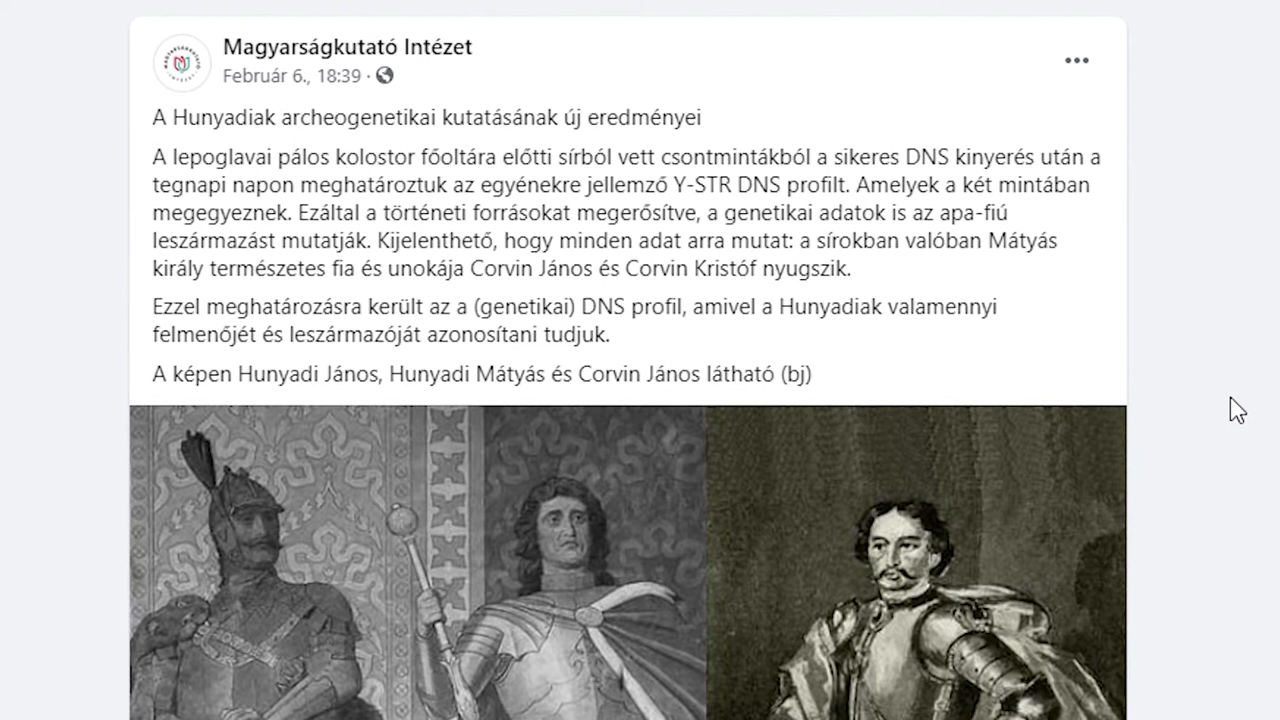 Magyarságkutató Intézet
Február 6., 18:39 ·
A Hunyadiak archeogenetikai kutatásának új eredményei
A lepoglavai pálos kolostor főoltára előtti sírból vett csontmintákból a sikeres DNS kinyerés után a
tegnapi napon meghatároztuk az egyénekre jellemző Y-STR DNS profilt. Amelyek a két mintában
megegyeznek. Ezáltal a történeti forrásokat megerősítve, a genetikai adatok is az apa-fiú
leszármazást mutatják. Kijelenthető, hogy minden adat arra mutat: a sírokban valóban Mátyás
király természetes fia és unokája Corvin János és Corvin Kristóf nyugszik.
Ezzel meghatározásra került az a (genetikai) DNS profil, amivel a Hunyadiak valamennyi
felmenőjét és leszármazóját azonosítani tudjuk.
A képen Hunyadi János, Hunyadi Mátyás és Corvin János látható (bj)